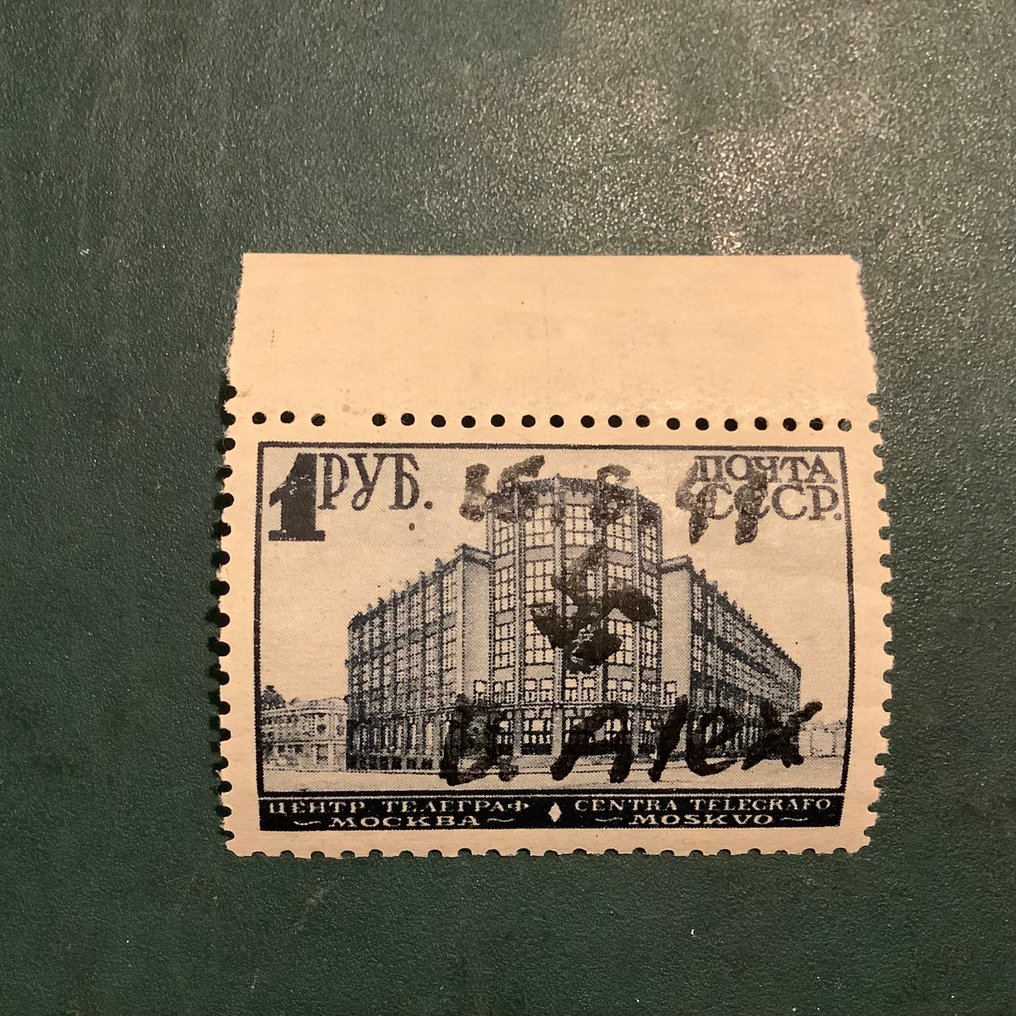 1 РУБ.
ПОЧТА
СССР.
Alex
ЦЕНТР. ТЕЛЕГРАФ
МОСКВА
CENTRA TELEGRAFO
MOSKVO